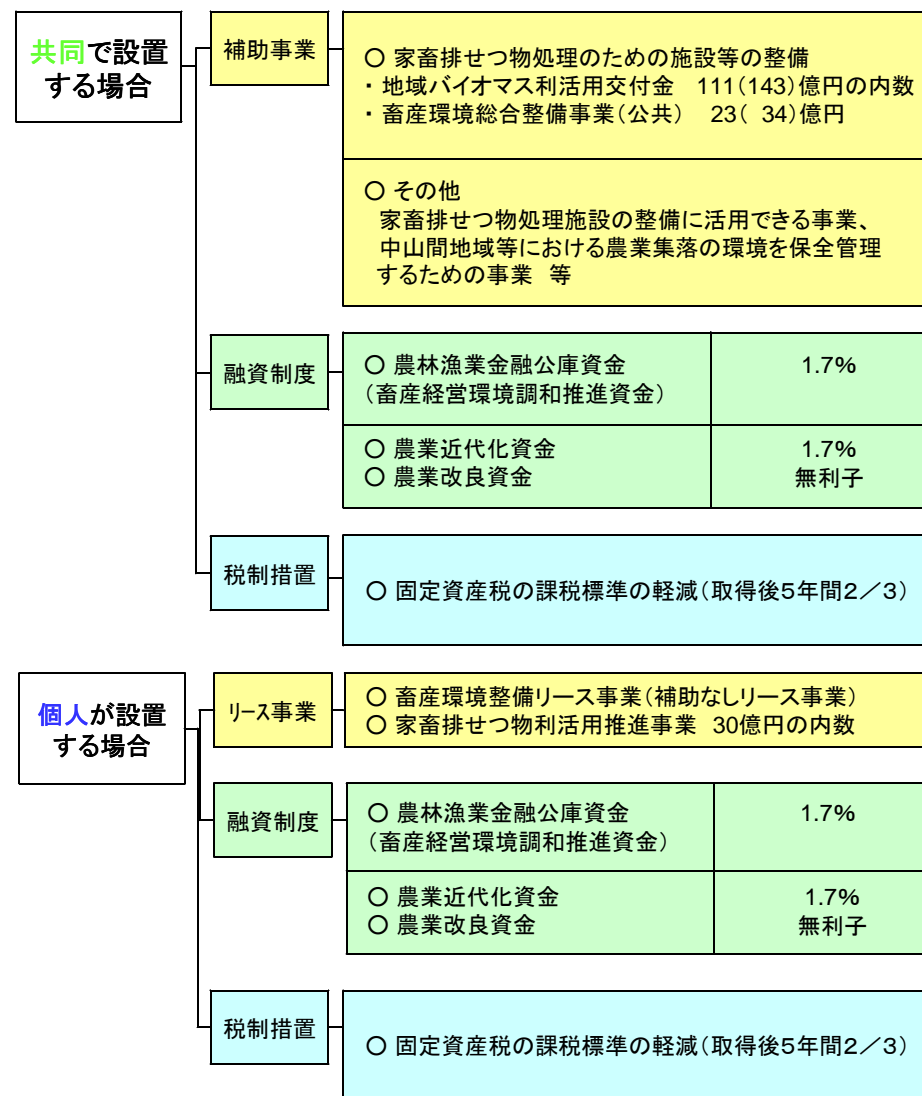 共同で設置
する場合
補助事業
○ 家畜排せつ物処理のための施設等の整備
・ 地域バイオマス利活用交付金 111(143)億円の内数
・ 畜産環境総合整備事業(公共) 23( 34)億円
○ その他
家畜排せつ物処理施設の整備に活用できる事業、
中山間地域等における農業集落の環境を保全管理
するための事業 等
融資制度
○ 農林漁業金融公庫資金 1.7%
(畜産経営環境調和推進資金)
○ 農業近代化資金 1.7%
○ 農業改良資金 無利子
税制措置
○ 固定資産税の課税標準の軽減(取得後5年間2/3)
個人が設置
する場合
リース事業
○ 畜産環境整備リース事業(補助なしリース事業)
○ 家畜排せつ物利活用推進事業 30億円の内数
融資制度
○ 農林漁業金融公庫資金 1.7%
(畜産経営環境調和推進資金)
○ 農業近代化資金 1.7%
○ 農業改良資金 無利子
税制措置
○ 固定資産税の課税標準の軽減(取得後5年間2/3)